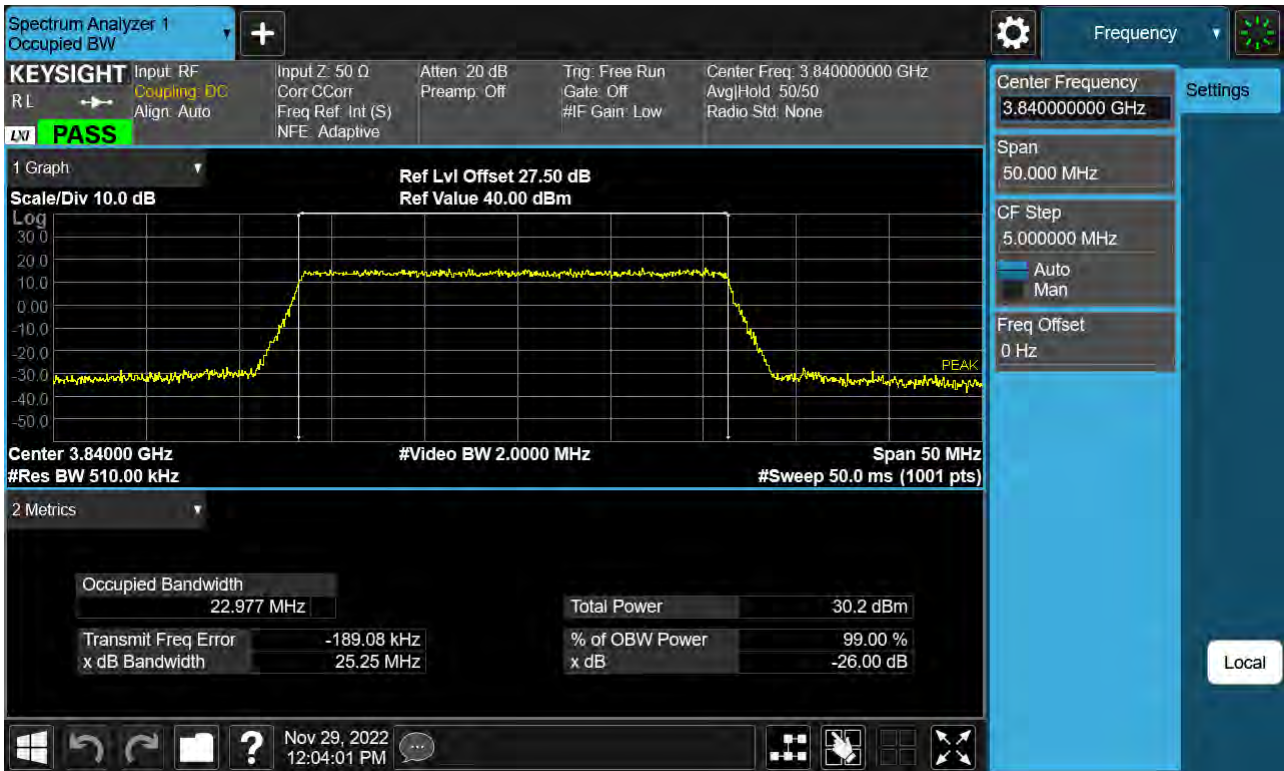 Spectrum Analyzer 1
Occupied BW
Frequency
KEYSIGHT
RL
LXI
PASS
Input: RF
Coupling: DC
Align: Auto
Input Z: 50 Ω
Corr CCorr
Freq Ref: Int (S)
NFE: Adaptive
Atten: 20 dB
Preamp: Off
Trig: Free Run
Gate: Off
#IF Gain: Low
Center Freq: 3.840000000 GHz
Avg|Hold: 50/50
Radio Std: None
Center Frequency
3.840000000 GHz
Settings
Span
50.000 MHz
CF Step
5.000000 MHz
Auto
Man
Freq Offset
0 Hz
Local
1 Graph
Scale/Div 10.0 dB
Ref Lvl Offset 27.50 dB
Ref Value 40.00 dBm
Log
30.0
20.0
10.0
0.00
-10.0
-20.0
-30.0
-40.0
-50.0
PEAK
Center 3.84000 GHz
#Video BW 2.0000 MHz
Span 50 MHz
#Res BW 510.00 kHz
#Sweep 50.0 ms (1001 pts)
2 Metrics
Occupied Bandwidth
22.977 MHz
Total Power 30.2 dBm
Transmit Freq Error -189.08 kHz
% of OBW Power 99.00 %
x dB Bandwidth 25.25 MHz
x dB -26.00 dB
Nov 29, 2022
12:04:01 PM